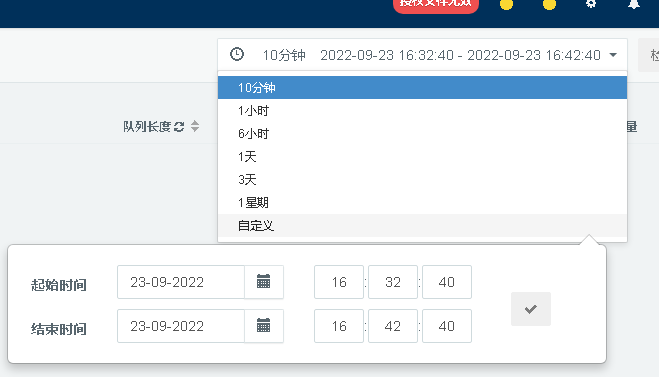 授权文件无效
10分钟 2022-09-23 16:32:40 - 2022-09-23 16:42:40
10分钟
队列长度
量
1小时
6小时
1天
3天
1星期
自定义
起始时间 23-09-2022 16 : 32 : 40
结束时间 23-09-2022 16 : 42 : 40